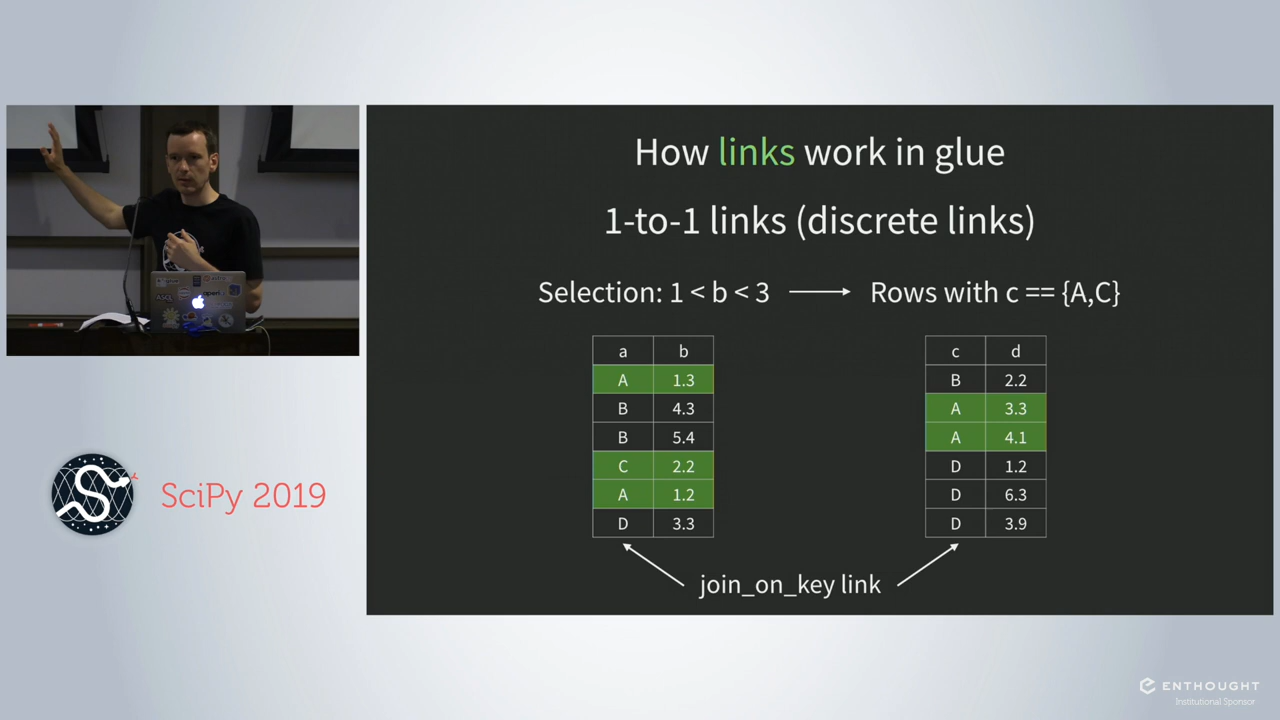 How links work in glue
1-to-1 links (discrete links)
Selection: 1 < b < 3 ⟶ Rows with c == {A,C}
a b
A 1.3
B 4.3
B 5.4
C 2.2
A 1.2
D 3.3
c d
B 2.2
A 3.3
A 4.1
D 1.2
D 6.3
D 3.9
join_on_key link
SciPy 2019
ENTHOUGHT
Institutional Sponsor